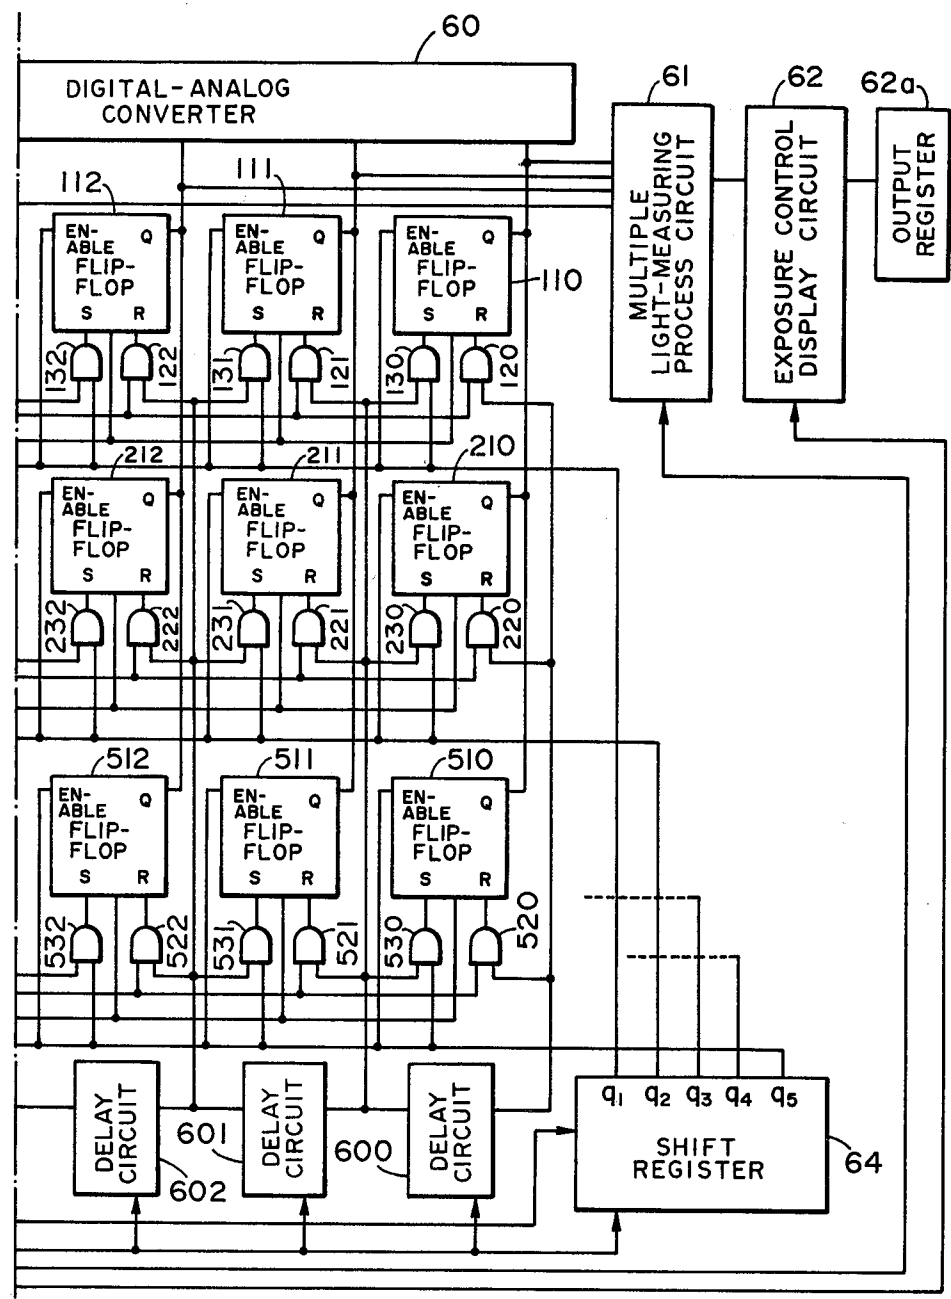 60
DIGITAL-ANALOG
CONVERTER
61
MULTIPLE
LIGHT-MEASURING
PROCESS CIRCUIT
62
EXPOSURE CONTROL
DISPLAY CIRCUIT
62a
OUTPUT
REGISTER
112
EN-
ABLE
Q
FLIP-
FLOP
S R
111
EN-
ABLE
Q
FLIP-
FLOP
S R
110
EN-
ABLE
Q
FLIP-
FLOP
S R
132
122
131
121
130
120
212
EN-
ABLE
Q
FLIP-
FLOP
S R
211
EN-
ABLE
Q
FLIP-
FLOP
S R
210
EN-
ABLE
Q
FLIP-
FLOP
S R
232
222
231
221
230
220
512
EN-
ABLE
Q
FLIP-
FLOP
S R
511
EN-
ABLE
Q
FLIP-
FLOP
S R
510
EN-
ABLE
Q
FLIP-
FLOP
S R
532
522
531
521
530
520
DELAY
CIRCUIT
602
DELAY
CIRCUIT
601
DELAY
CIRCUIT
600
q1 q2 q3 q4 q5
SHIFT
REGISTER
64